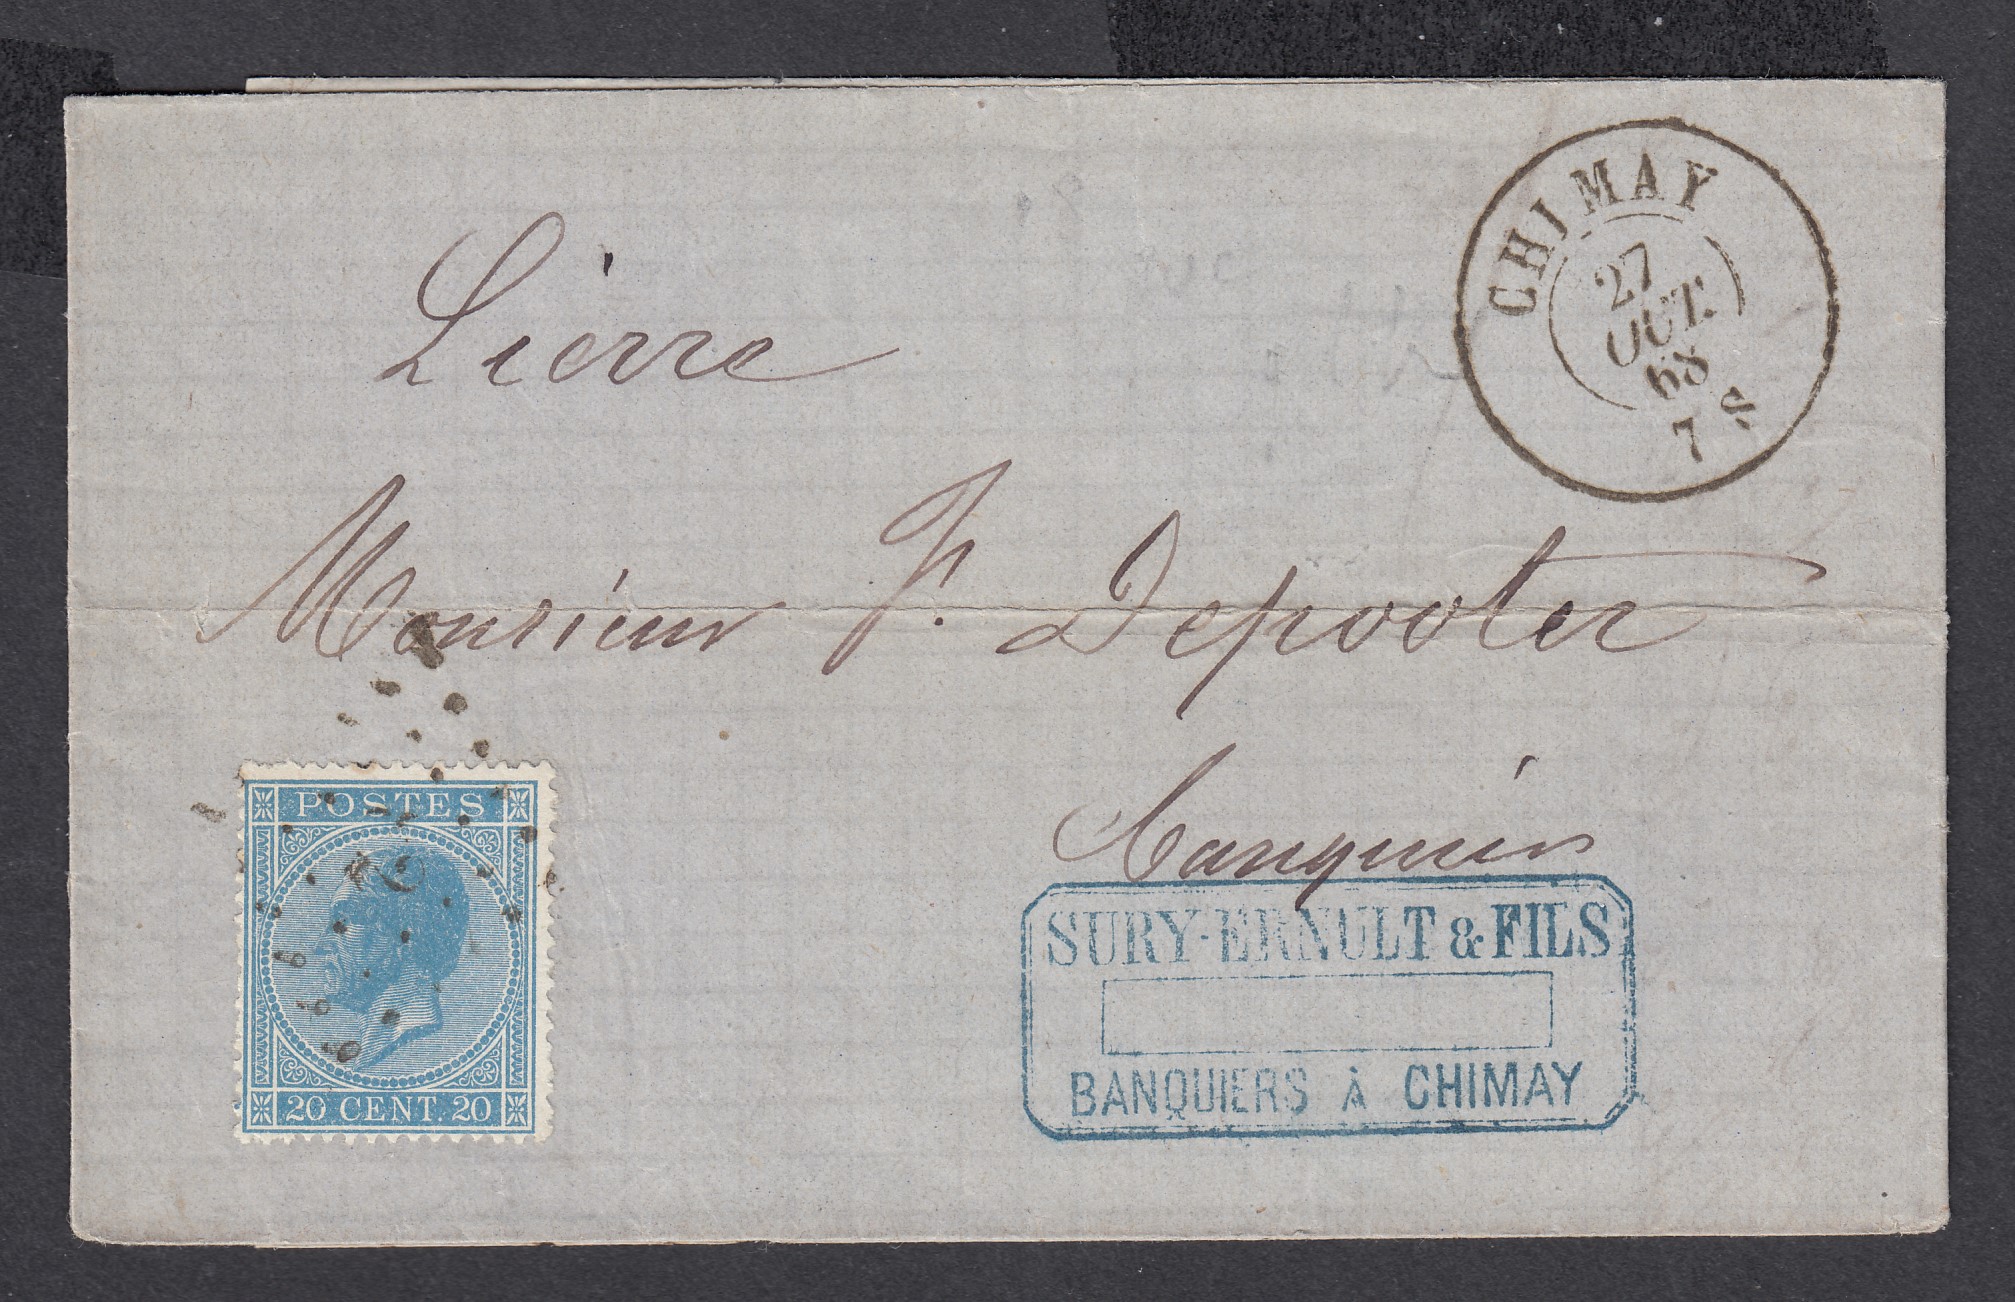 Lierre
CHIMAY
27
OCT.
68
7 S
Monsieur F. Depooter
Banquier
POSTES
20 CENT. 20
SURY-ERNULT & FILS
BANQUIERS À CHIMAY